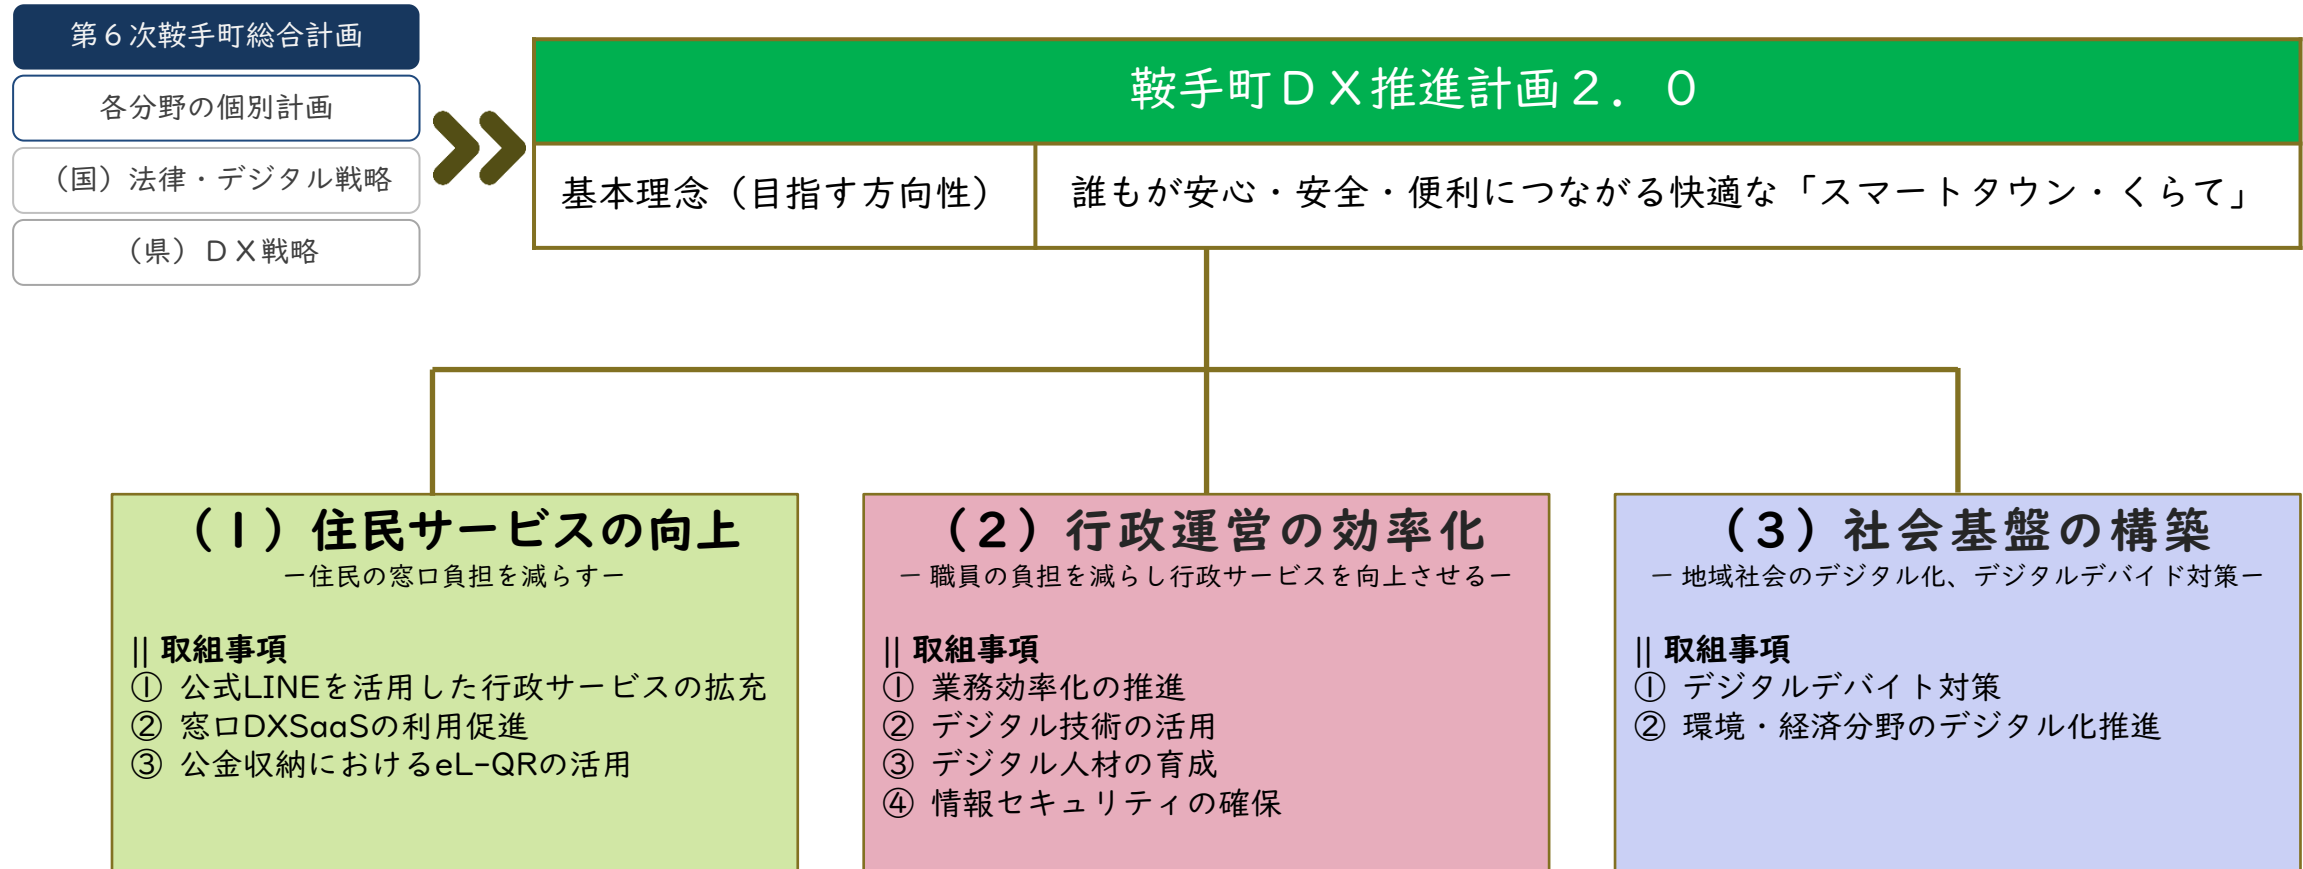 第６次鞍手町総合計画
各分野の個別計画
（国）法律・デジタル戦略
（県）ＤＸ戦略
鞍手町ＤＸ推進計画２．０
基本理念（目指す方向性）
誰もが安心・安全・便利につながる快適な「スマートタウン・くらて」
（１）住民サービスの向上
－住民の窓口負担を減らす－
|| 取組事項
① 公式LINEを活用した行政サービスの拡充
② 窓口DXSaaSの利用促進
③ 公金収納におけるeL-QRの活用
（２）行政運営の効率化
－ 職員の負担を減らし行政サービスを向上させる－
|| 取組事項
① 業務効率化の推進
② デジタル技術の活用
③ デジタル人材の育成
④ 情報セキュリティの確保
（３）社会基盤の構築
－ 地域社会のデジタル化、デジタルデバイド対策－
|| 取組事項
① デジタルデバイト対策
② 環境・経済分野のデジタル化推進